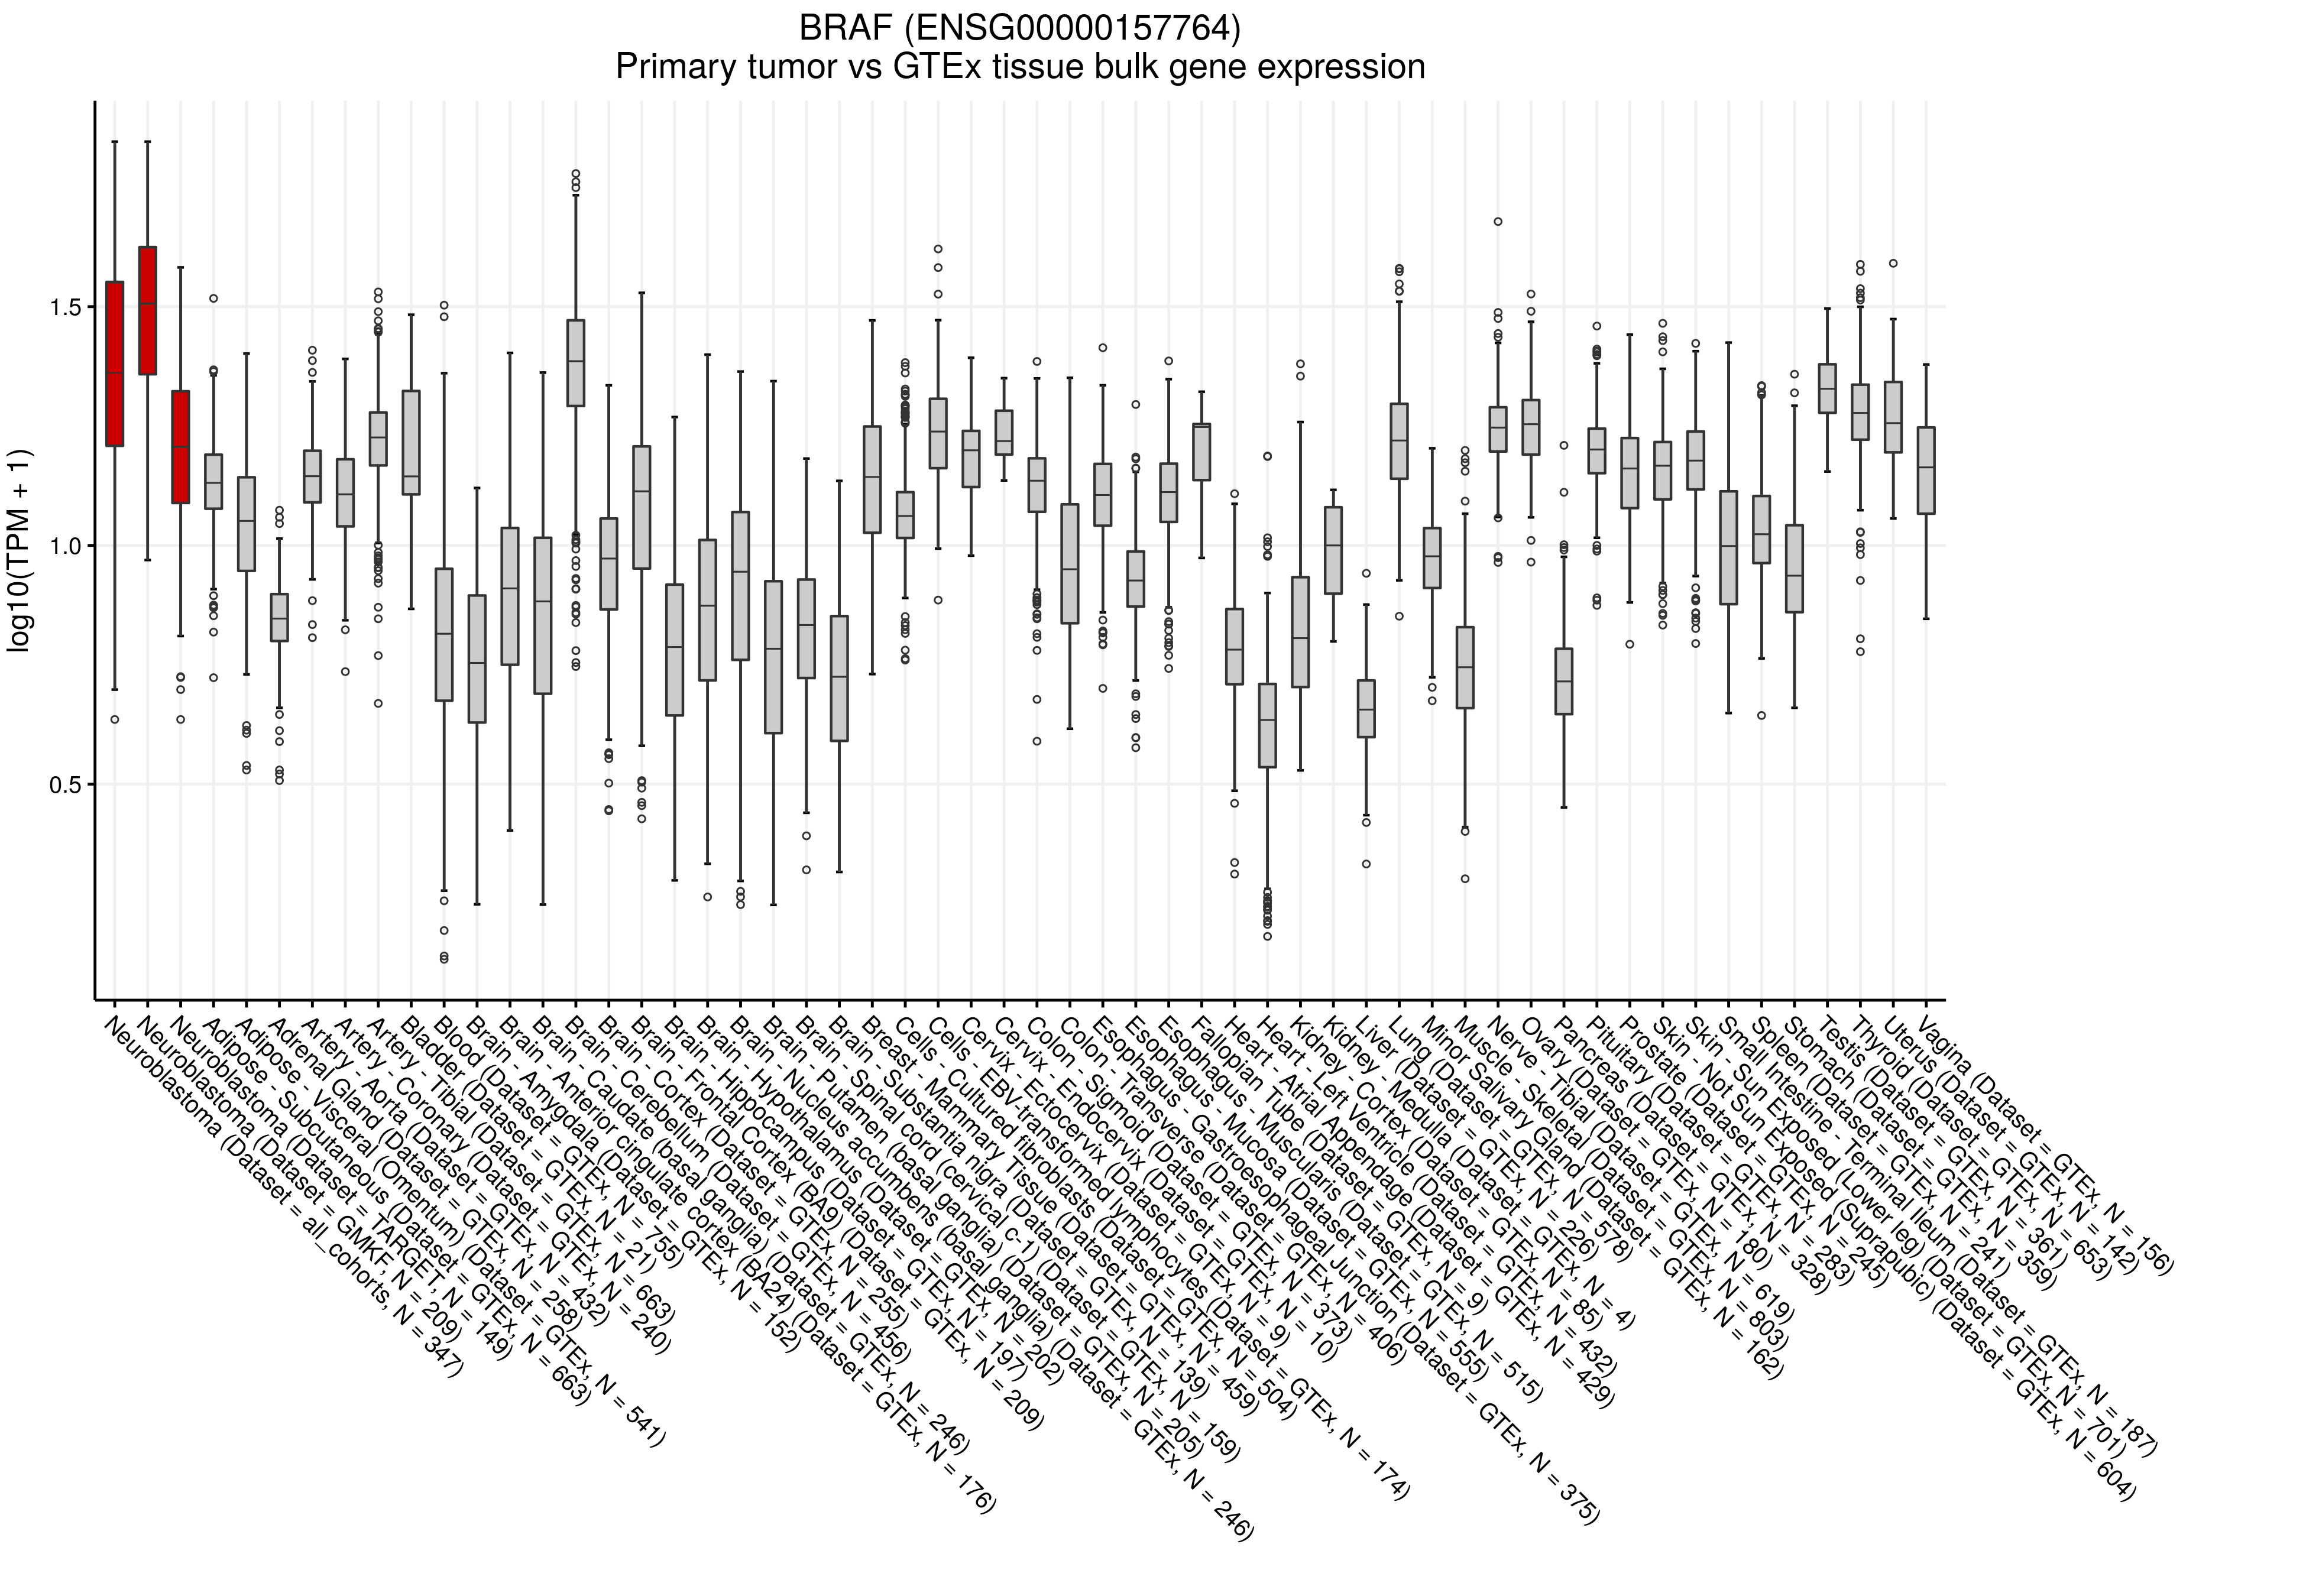 BRAF (ENSG00000157764)
Primary tumor vs GTEx tissue bulk gene expression
log10(TPM + 1)
1.5
1.0
0.5
Neuroblastoma (Dataset = all_cohorts, N = 347)
Neuroblastoma (Dataset = GMKF, N = 209)
Neuroblastoma (Dataset = TARGET, N = 149)
Adipose - Subcutaneous (Dataset = GTEx, N = 663)
Adipose - Visceral (Omentum) (Dataset = GTEx, N = 541)
Adrenal Gland (Dataset = GTEx, N = 258)
Artery - Aorta (Dataset = GTEx, N = 432)
Artery - Coronary (Dataset = GTEx, N = 240)
Artery - Tibial (Dataset = GTEx, N = 663)
Bladder (Dataset = GTEx, N = 21)
Blood (Dataset = GTEx, N = 755)
Brain - Amygdala (Dataset = GTEx, N = 152)
Brain - Anterior cingulate cortex (BA24) (Dataset = GTEx, N = 176)
Brain - Caudate (basal ganglia) (Dataset = GTEx, N = 246)
Brain - Cerebellum (Dataset = GTEx, N = 456)
Brain - Cortex (Dataset = GTEx, N = 255)
Brain - Frontal Cortex (BA9) (Dataset = GTEx, N = 209)
Brain - Hippocampus (Dataset = GTEx, N = 197)
Brain - Hypothalamus (Dataset = GTEx, N = 202)
Brain - Nucleus accumbens (basal ganglia) (Dataset = GTEx, N = 246)
Brain - Putamen (basal ganglia) (Dataset = GTEx, N = 205)
Brain - Spinal cord (cervical c-1) (Dataset = GTEx, N = 159)
Brain - Substantia nigra (Dataset = GTEx, N = 139)
Breast - Mammary Tissue (Dataset = GTEx, N = 459)
Cells - Cultured fibroblasts (Dataset = GTEx, N = 504)
Cells - EBV-transformed lymphocytes (Dataset = GTEx, N = 174)
Cervix - Ectocervix (Dataset = GTEx, N = 9)
Cervix - Endocervix (Dataset = GTEx, N = 10)
Colon - Sigmoid (Dataset = GTEx, N = 373)
Colon - Transverse (Dataset = GTEx, N = 406)
Esophagus - Gastroesophageal Junction (Dataset = GTEx, N = 375)
Esophagus - Mucosa (Dataset = GTEx, N = 555)
Esophagus - Muscularis (Dataset = GTEx, N = 515)
Fallopian Tube (Dataset = GTEx, N = 9)
Heart - Atrial Appendage (Dataset = GTEx, N = 429)
Heart - Left Ventricle (Dataset = GTEx, N = 432)
Kidney - Cortex (Dataset = GTEx, N = 85)
Kidney - Medulla (Dataset = GTEx, N = 4)
Liver (Dataset = GTEx, N = 226)
Lung (Dataset = GTEx, N = 578)
Minor Salivary Gland (Dataset = GTEx, N = 162)
Muscle - Skeletal (Dataset = GTEx, N = 803)
Nerve - Tibial (Dataset = GTEx, N = 619)
Ovary (Dataset = GTEx, N = 180)
Pancreas (Dataset = GTEx, N = 328)
Pituitary (Dataset = GTEx, N = 283)
Prostate (Dataset = GTEx, N = 245)
Skin - Not Sun Exposed (Suprapubic) (Dataset = GTEx, N = 604)
Skin - Sun Exposed (Lower leg) (Dataset = GTEx, N = 701)
Small Intestine - Terminal Ileum (Dataset = GTEx, N = 187)
Spleen (Dataset = GTEx, N = 241)
Stomach (Dataset = GTEx, N = 359)
Testis (Dataset = GTEx, N = 361)
Thyroid (Dataset = GTEx, N = 653)
Uterus (Dataset = GTEx, N = 142)
Vagina (Dataset = GTEx, N = 156)